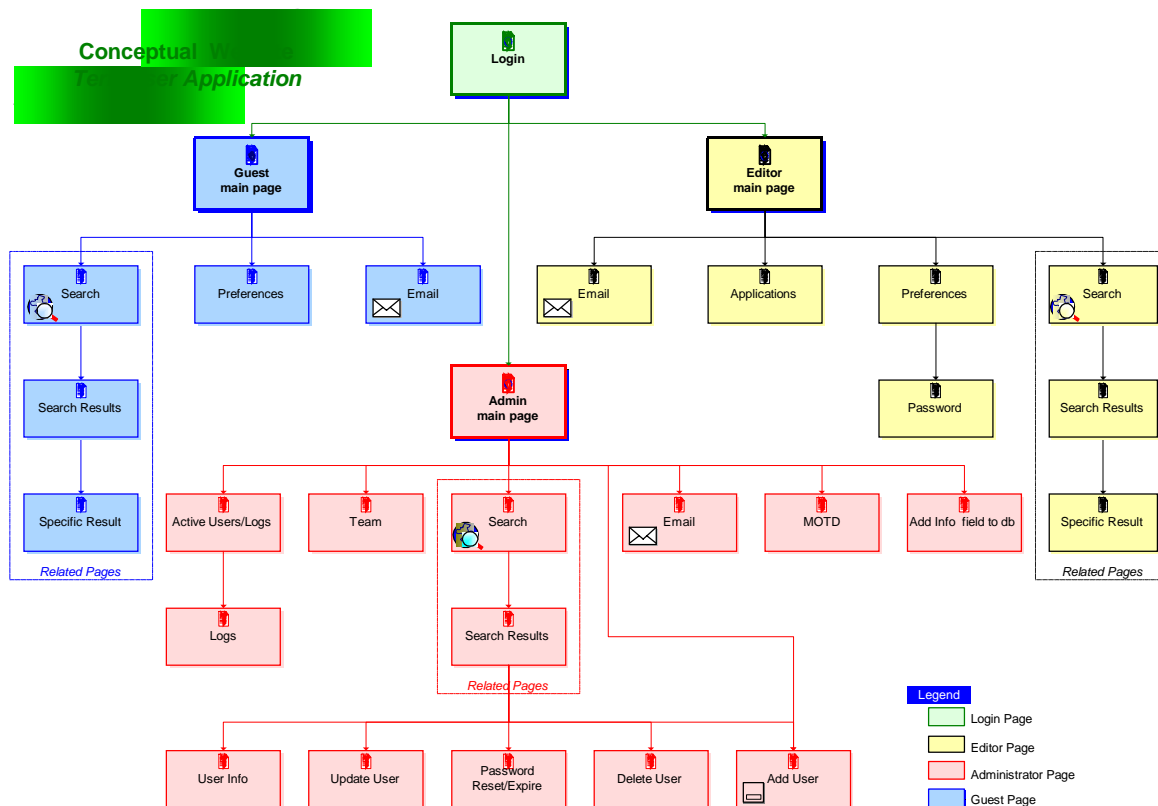 Conceptual
Application
Login
Guest
main page
Editor
main page
Search
Preferences
Email
Email
Applications
Preferences
Search
Search Results
Admin
main page
Password
Search Results
Specific Result
Related Pages
Active Users/Logs
Team
Search
Email
MOTD
Add Info field to db
Specific Result
Related Pages
Logs
Search Results
Related Pages
User Info
Update User
Password
Reset/Expire
Delete User
Add User
Legend
Login Page
Editor Page
Administrator Page
Guest Page